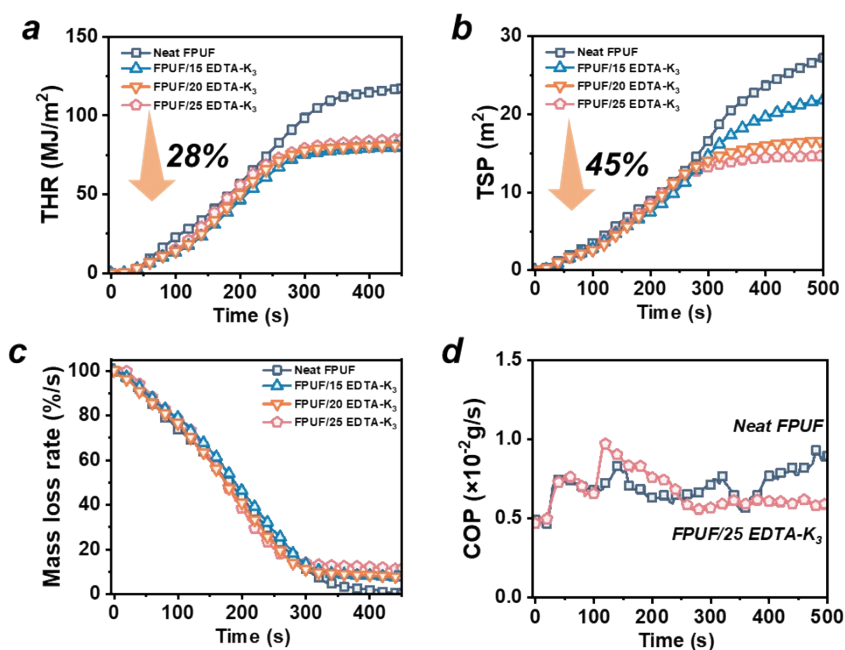 a
THR (MJ/m²)
150
125
100
75
50
25
0
Neat FPUF
FPUF/15 EDTA-K₃
FPUF/20 EDTA-K₃
FPUF/25 EDTA-K₃
28%
0 100 200 300 400
Time (s)
b
TSP (m²)
30
20
10
0
Neat FPUF
FPUF/15 EDTA-K₃
FPUF/20 EDTA-K₃
FPUF/25 EDTA-K₃
45%
0 100 200 300 400 500
Time (s)
c
Mass loss rate (%/s)
100
80
60
40
20
0
Neat FPUF
FPUF/15 EDTA-K₃
FPUF/20 EDTA-K₃
FPUF/25 EDTA-K₃
0 100 200 300 400
Time (s)
d
COP (×10⁻²g/s)
1.5
1.0
0.5
0.0
Neat FPUF
FPUF/25 EDTA-K₃
0 100 200 300 400 500
Time (s)